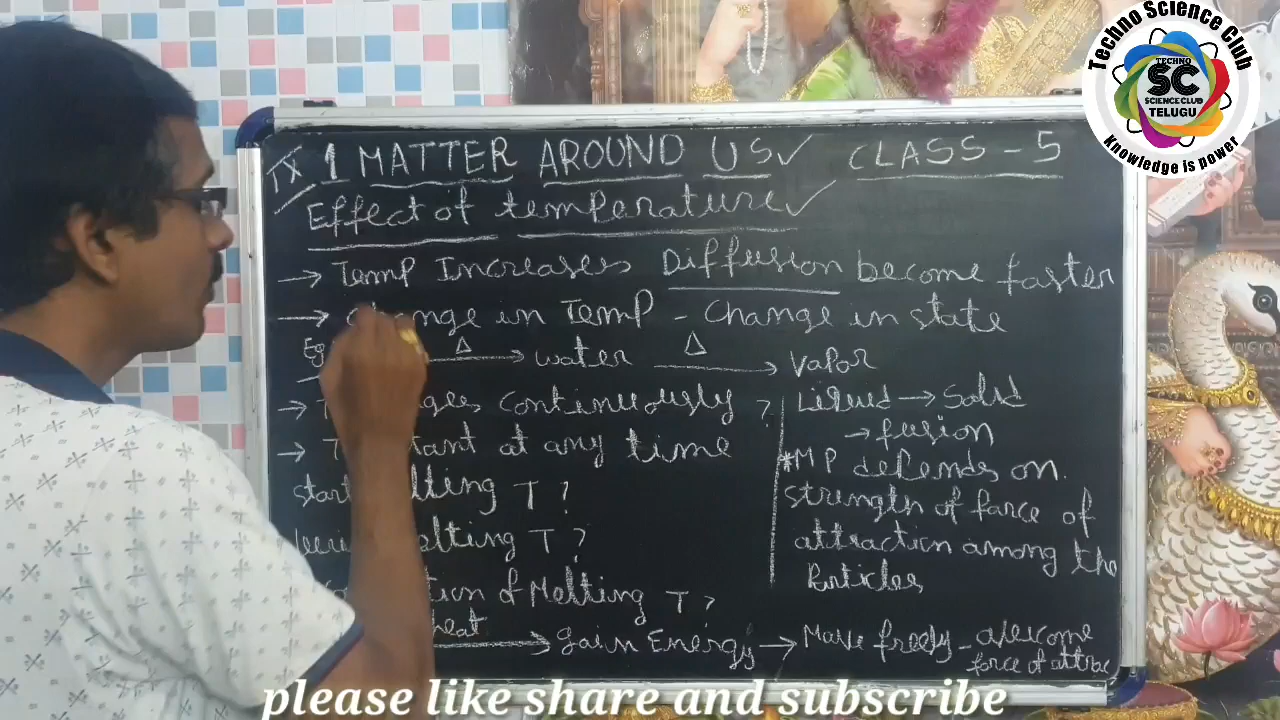 Techno Science Club
TECHNO
SC
SCIENCE CLUB
TELUGU
Knowledge is power
IX 1 MATTER AROUND US✓ CLASS - 5
Effect of temperature✓
→ Temp Increases Diffusion become faster
→ Change in Temp - Change in state
Eg Δ → water Δ → Vapor
→ continuously ?
→ at any time
T ?
T ?
of Melting T ?
heat → gain Energy → Move freely - overcome
force of attrac
Liquid → Solid
→ fusion
*MP depends on.
strength of force of
attraction among the
Particles
please like share and subscribe